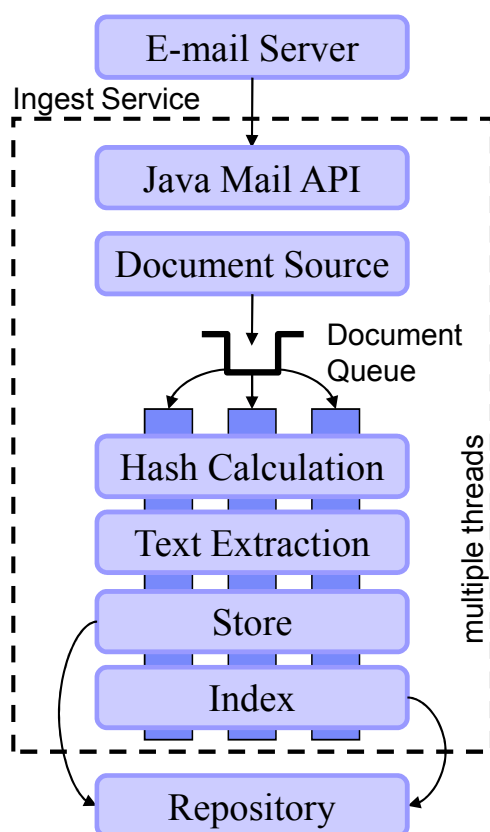 E-mail Server
Ingest Service
Java Mail API
Document Source
Document
Queue
Hash Calculation
Text Extraction
multiple threads
Store
Index
Repository